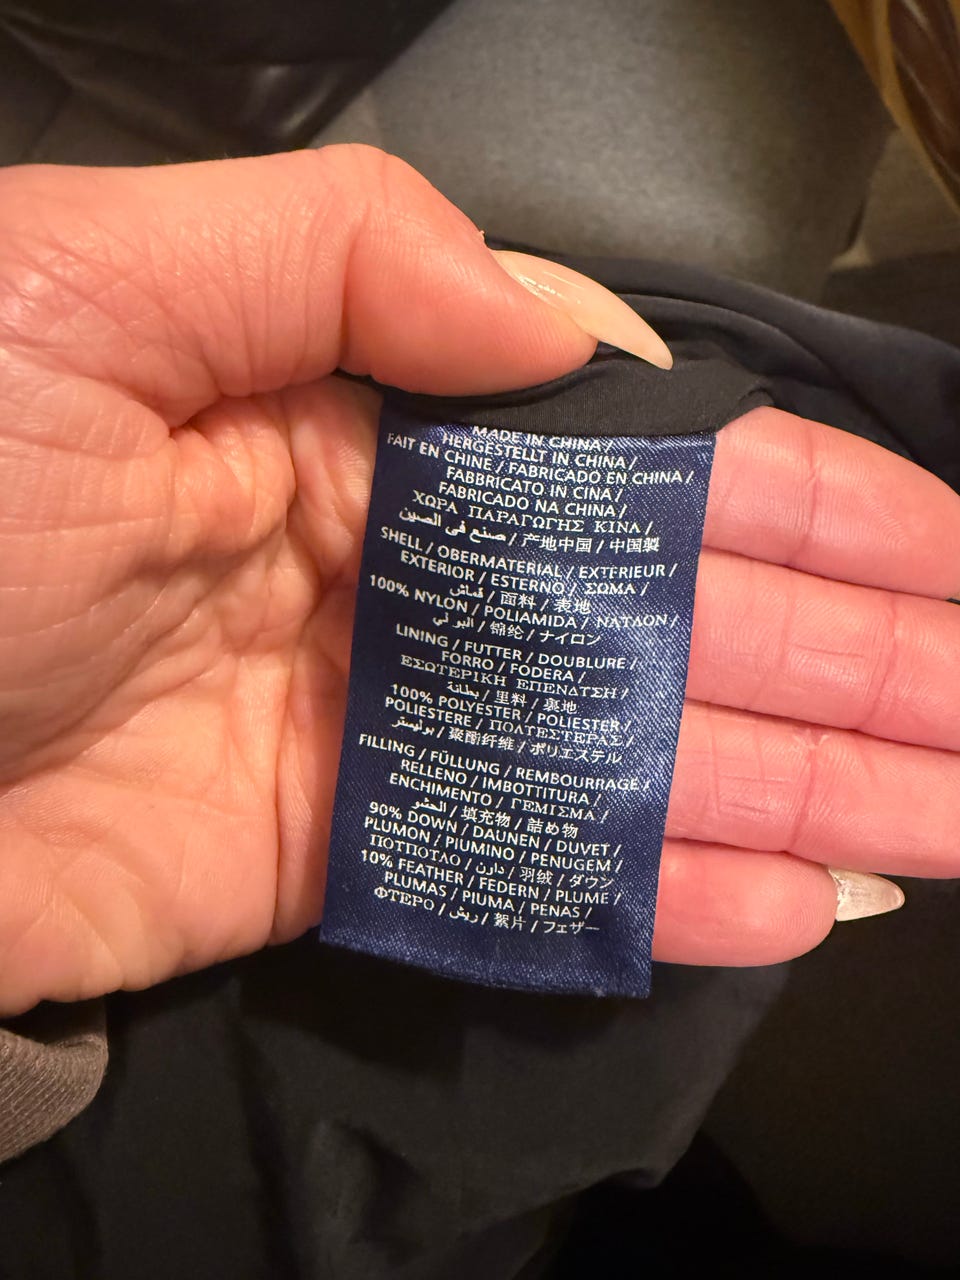 MADE IN CHINA /
HERGESTELLT IN CHINA /
FAIT EN CHINE / FABRICADO EN CHINA /
FABBRICATO IN CINA /
FABRICADO NA CHINA /
ΧΩΡΑ ΠΑΡΑΓΩΓΗΣ ΚΙΝΑ /
صنع في الصين / 产地中国 / 中国製
SHELL / OBERMATERIAL / EXTERIEUR /
EXTERIOR / ESTERNO / ΣΩΜΑ /
قماش / 面料 / 表地
100% NYLON / POLIAMIDA / ΝΑΥΛΟΝ /
البولي / 锦纶 / ナイロン
LINING / FUTTER / DOUBLURE /
FORRO / FODERA /
ΕΣΩΤΕΡΙΚΗ ΕΠΕΝΔΥΣΗ /
بطانة / 里料 / 裏地
100% POLYESTER / POLIESTER /
POLIESTERE / ΠΟΛΥΕΣΤΕΡΑΣ /
بوليستر / 聚酯纤维 / ポリエステル
FILLING / FÜLLUNG / REMBOURRAGE /
RELLENO / IMBOTTITURA /
ENCHIMENTO / ΓΕΜΙΣΜΑ /
الحشو / 填充物 / 詰め物
90% DOWN / DAUNEN / DUVET /
PLUMON / PIUMINO / PENUGEM /
ΠΟΥΠΟΥΛΟ / دارن / 羽绒 / ダウン
10% FEATHER / FEDERN / PLUME /
PLUMAS / PIUMA / PENAS /
ΦΤΕΡΟ / ريش / 絮片 / フェザー